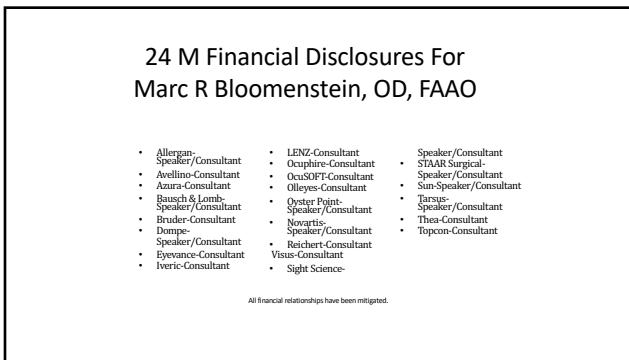 24 M Financial Disclosures For
Marc R Bloomenstein, OD, FAAO
• Allergan-
Speaker/Consultant
• Avellino-Consultant
• Azura-Consultant
• Bausch & Lomb-
Speaker/Consultant
• Bruder-Consultant
• Dompe-
Speaker/Consultant
• Eyevance-Consultant
• Iveric-Consultant
• LENZ-Consultant
• Ocuphire-Consultant
• OcuSOFT-Consultant
• Olleyes-Consultant
• Oyster Point-
Speaker/Consultant
• Novartis-
Speaker/Consultant
• Reichert-Consultant
Visus-Consultant
• Sight Science-
Speaker/Consultant
• STAAR Surgical-
Speaker/Consultant
• Sun-Speaker/Consultant
• Tarsus-
Speaker/Consultant
• Thea-Consultant
• Topcon-Consultant
All financial relationships have been mitigated.